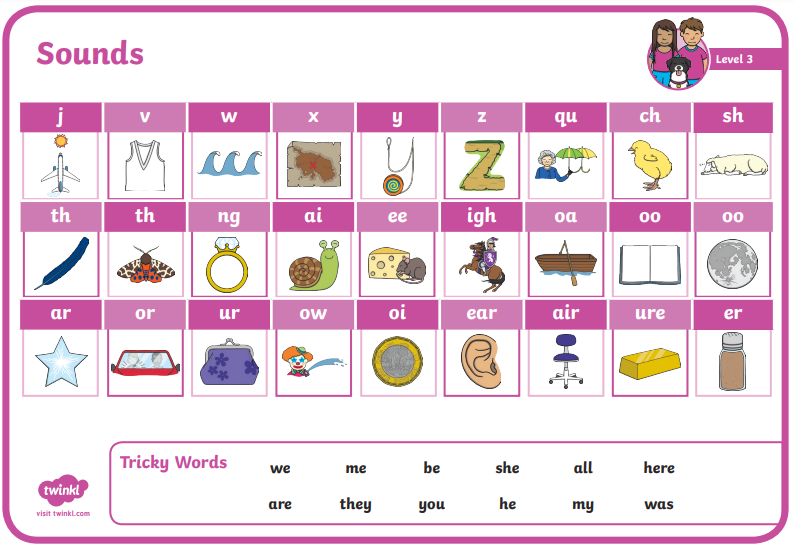 Sounds
Level 3
j v w x y z qu ch sh
th th ng ai ee igh oa oo oo
ar or ur ow oi ear air ure er
Tricky Words
we me be she all here
are they you he my was
twinkl
visit twinkl.com